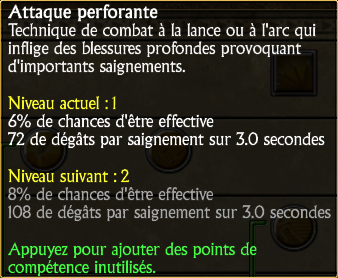 Attaque perforante
Technique de combat à la lance ou à l'arc qui
inflige des blessures profondes provoquant
d'importants saignements.
Niveau actuel : 1
6% de chances d'être effective
72 de dégâts par saignement sur 3.0 secondes
Niveau suivant : 2
8% de chances d'être effective
108 de dégâts par saignement sur 3.0 secondes
Appuyez pour ajouter des points de
compétence inutilisés.